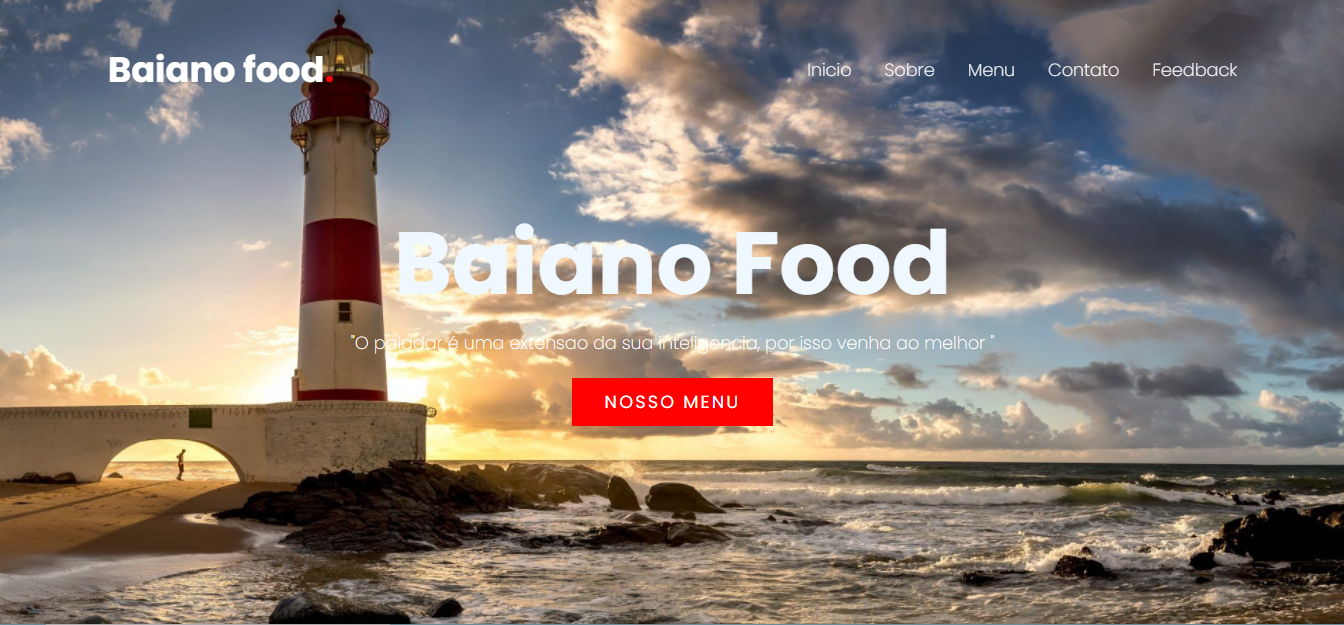 Baiano food.
Inicio Sobre Menu Contato Feedback
Baiano Food
"O paladar é uma extensao da sua inteligencia, por isso venha ao melhor "
NOSSO MENU